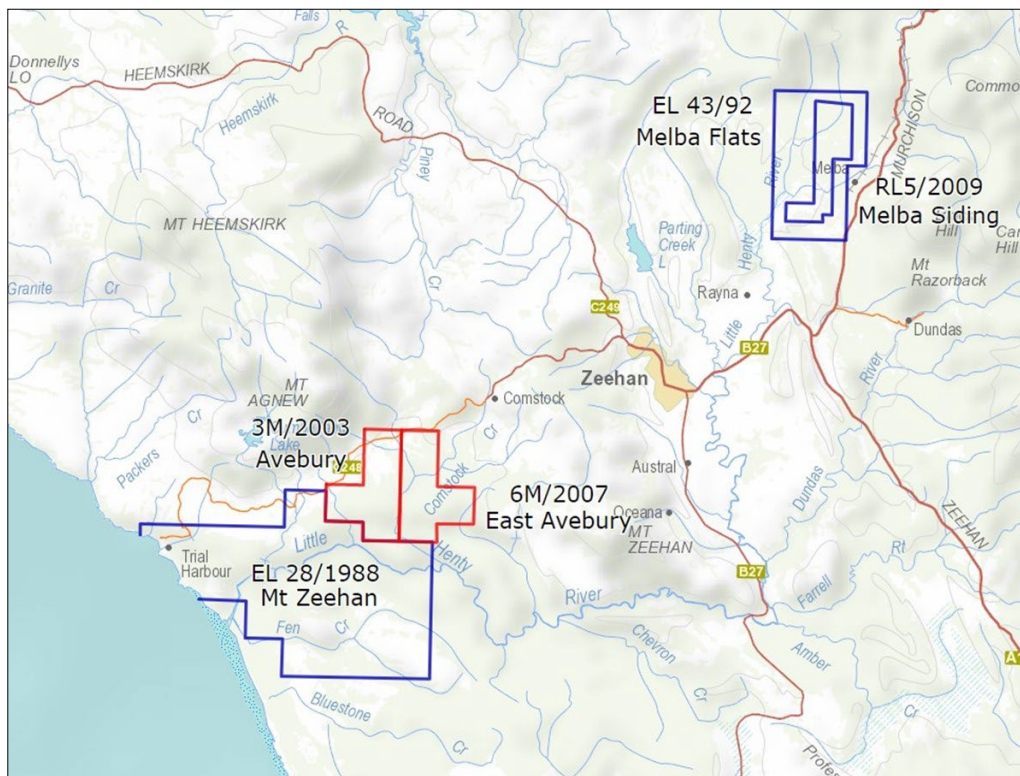 Falls
R
Donnellys
LO
HEEMSKIRK
Heemskirk
ROAD
Piney
Cr
MT HEEMSKIRK
Granite
Cr
EL 43/92
Melba Flats
River
Melba
MURCHISON
Common
RL5/2009
Melba Siding
Hill
Car
Hill
Mt
Razorback
Parting
Creek
L
Henty
Rayna
Little
C249
B27
Dundas
River
Zeehan
MT
AGNEW
Comstock
Cr
3M/2003
Avebury
Lake
C248
Packers
Cr
Comstock
6M/2007
East Avebury
Austral
Oceana
MT
ZEEHAN
Dundas
ZEEHAN
Trial
Harbour
Little
Henty
River
EL 28/1988
Mt Zeehan
Fen
Cr
B27
Farrell
Rt
Chevron
Cr
Amber
Cr
A1
Bluestone
Cr
Profes